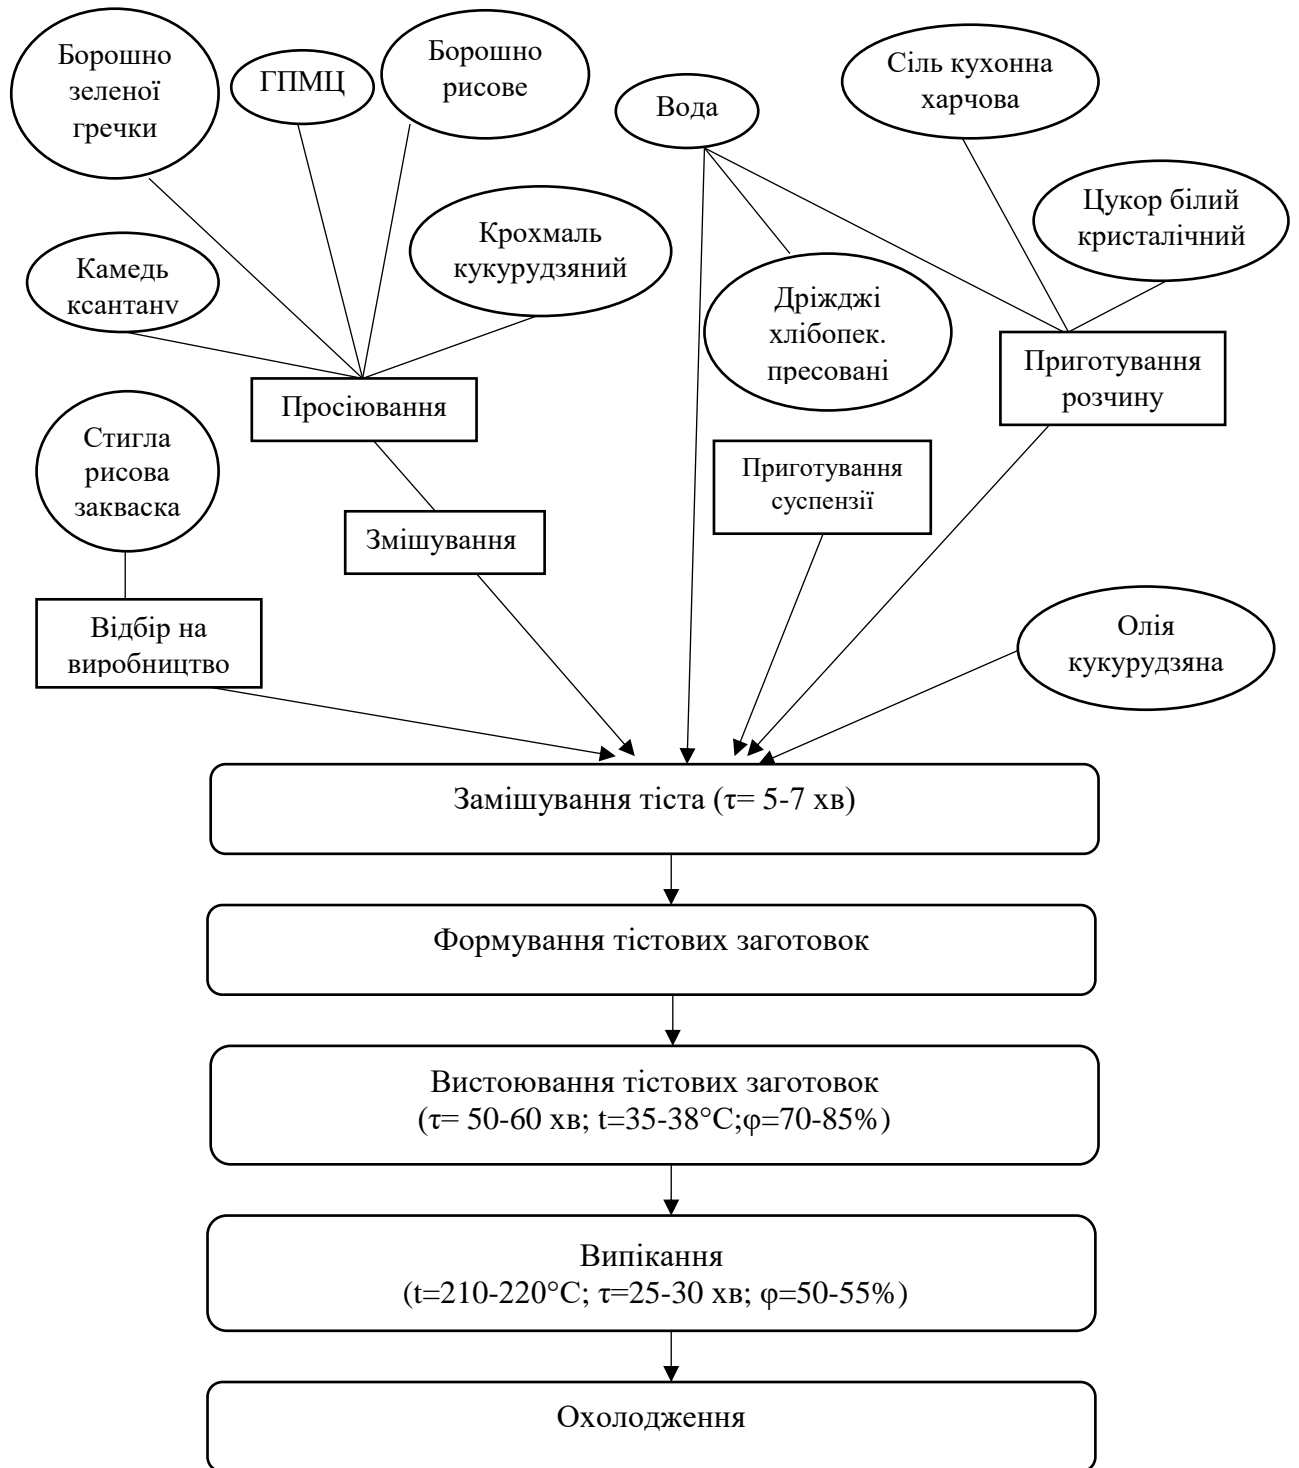 Борошно
зеленої
гречки
ГПМЦ
Борошно
рисове
Вода
Сіль кухонна
харчова
Цукор білий
кристалічний
Крохмаль
кукурудзяний
Камедь
ксантану
Дріжджі
хлібопек.
пресовані
Приготування
розчину
Просіювання
Стигла
рисова
закваска
Приготування
суспензії
Змішування
Відбір на
виробництво
Олія
кукурудзяна
Замішування тіста (τ= 5-7 хв)
Формування тістових заготовок
Вистоювання тістових заготовок
(τ= 50-60 хв; t=35-38°C;φ=70-85%)
Випікання
(t=210-220°C; τ=25-30 хв; φ=50-55%)
Охолодження